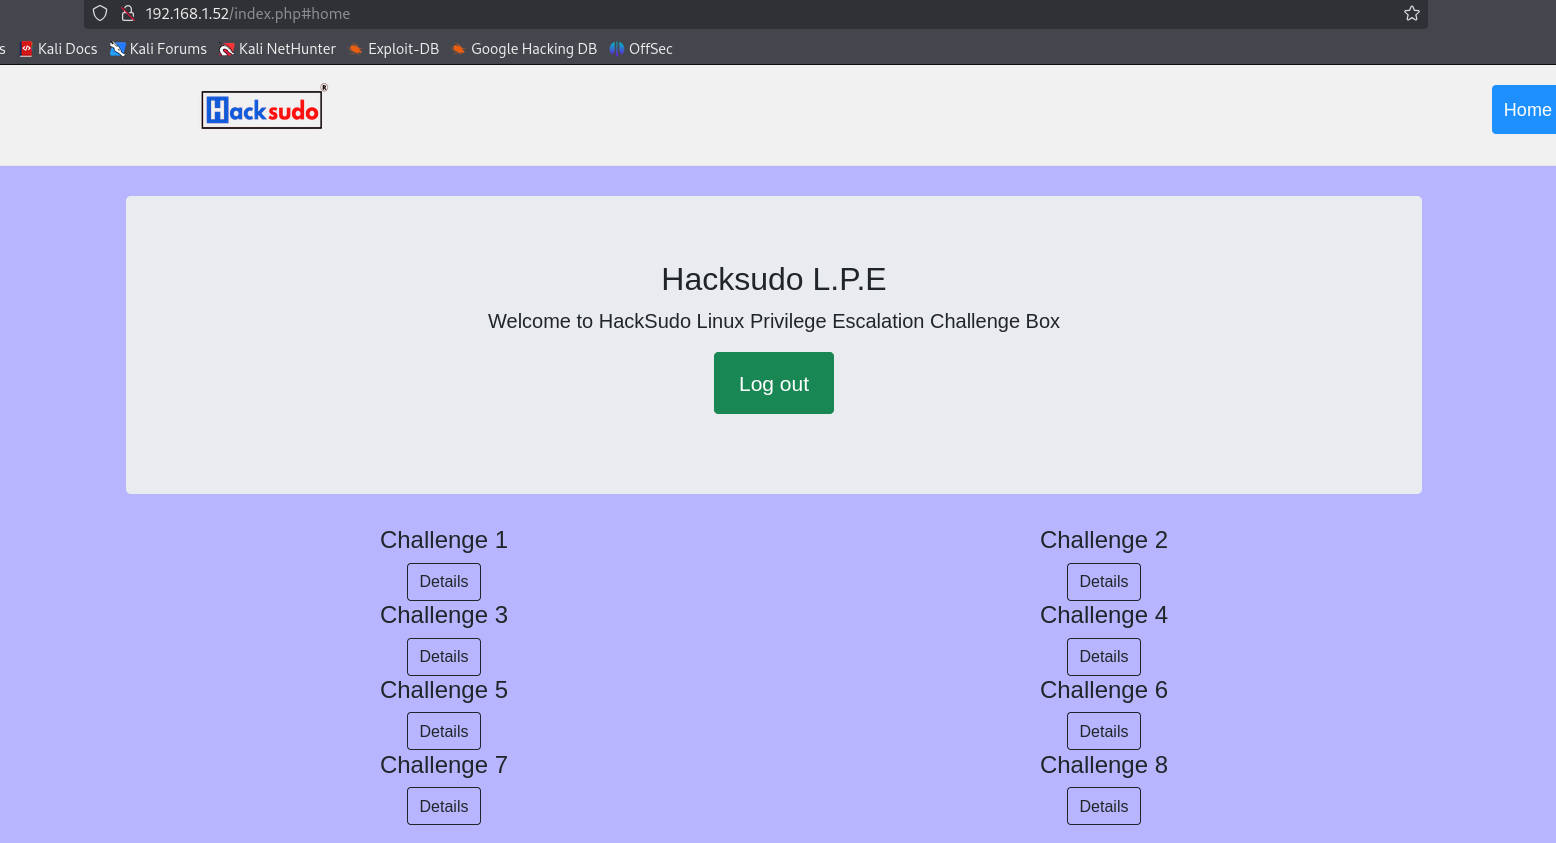 192.168.1.52/index.php#home
s Kali Docs Kali Forums Kali NetHunter Exploit-DB Google Hacking DB OffSec
Hacksudo®
Home
Hacksudo L.P.E
Welcome to HackSudo Linux Privilege Escalation Challenge Box
Log out
Challenge 1 Challenge 2
Details Details
Challenge 3 Challenge 4
Details Details
Challenge 5 Challenge 6
Details Details
Challenge 7 Challenge 8
Details Details